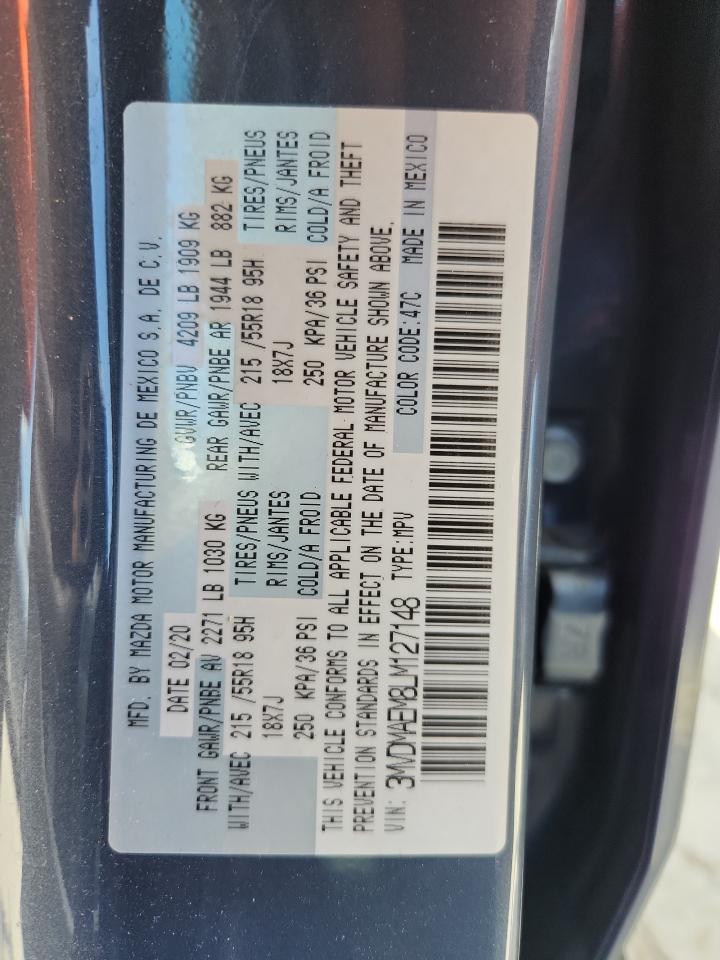 MFD. BY MAZDA MOTOR MANUFACTURING DE MEXICO S.A. DE C.V.
DATE 02/20 GVWR/PNBV 4209 LB 1909 KG
FRONT GAWR/PNBE AV 2271 LB 1030 KG REAR GAWR/PNBE AR 1944 LB 882 KG
WITH/AVEC 215 /55R18 95H TIRES/PNEUS WITH/AVEC 215 /55R18 95H TIRES/PNEUS
18X7J RIMS/JANTES 18X7J RIMS/JANTES
250 KPA/36 PSI COLD/A FROID 250 KPA/36 PSI COLD/A FROID
THIS VEHICLE CONFORMS TO ALL APPLICABLE FEDERAL MOTOR VEHICLE SAFETY AND THEFT
PREVENTION STANDARDS IN EFFECT ON THE DATE OF MANUFACTURE SHOWN ABOVE.
VIN: 3MVDMAEM8LM127148 TYPE:MPV COLOR CODE:47C MADE IN MEXICO